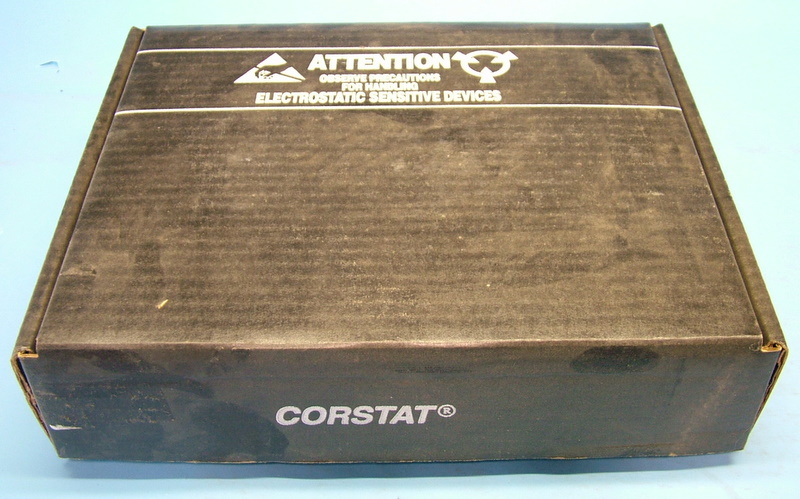 ATTENTION
OBSERVE PRECAUTIONS
FOR HANDLING
ELECTROSTATIC SENSITIVE DEVICES
CORSTAT®